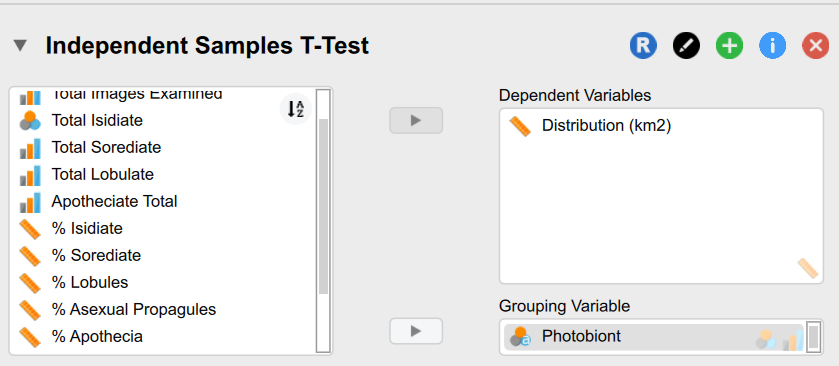 Independent Samples T-Test
R
i
Total Images Examined
Total Isidiate
Total Sorediate
Total Lobulate
Apotheciate Total
% Isidiate
% Sorediate
% Lobules
% Asexual Propagules
% Apothecia
A
Z
Dependent Variables
Distribution (km2)
Grouping Variable
a
Photobiont